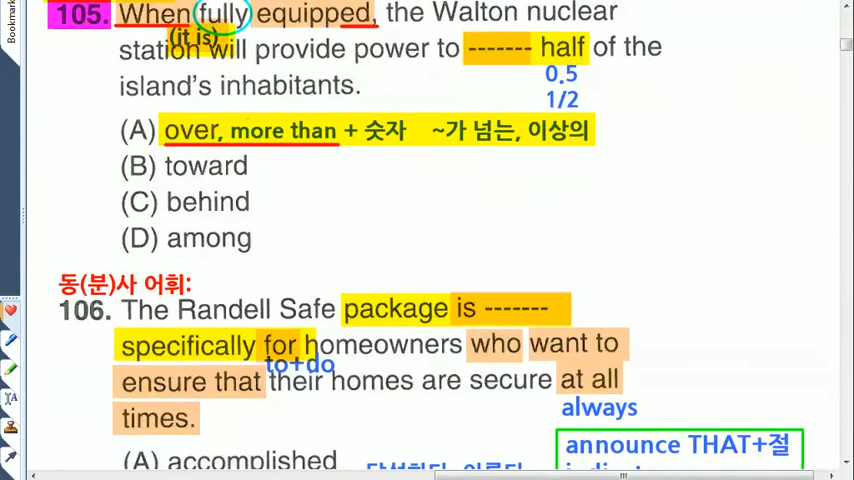 Bookmark
105. When fully equipped, the Walton nuclear
(it is)
station will provide power to ------- half of the
0.5
island's inhabitants.
1/2
(A) over, more than + 숫자 ~가 넘는, 이상의
(B) toward
(C) behind
(D) among
동(분)사 어휘:
106. The Randell Safe package is -------
specifically for homeowners who want to
to+do
ensure that their homes are secure at all
always
times.
announce THAT+절
(A) accomplished